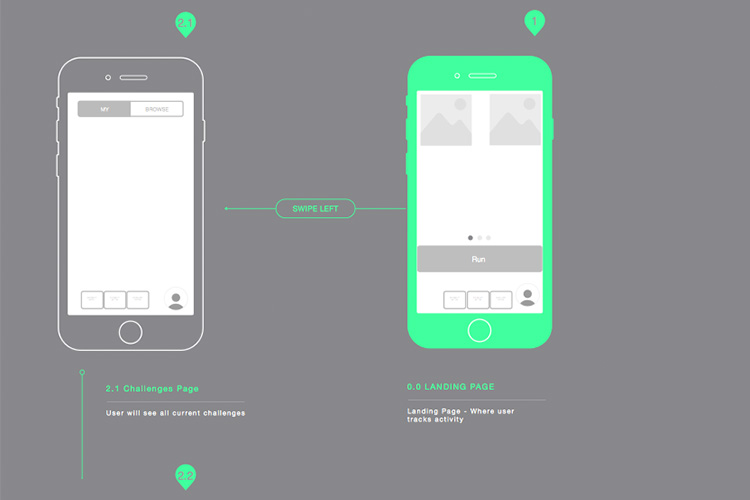 2.1
1
MY
BROWSE
SWIPE LEFT
Run
2.1 Challenges Page
User will see all current challenges
0.0 LANDING PAGE
Landing Page - Where user
tracks activity
2.2